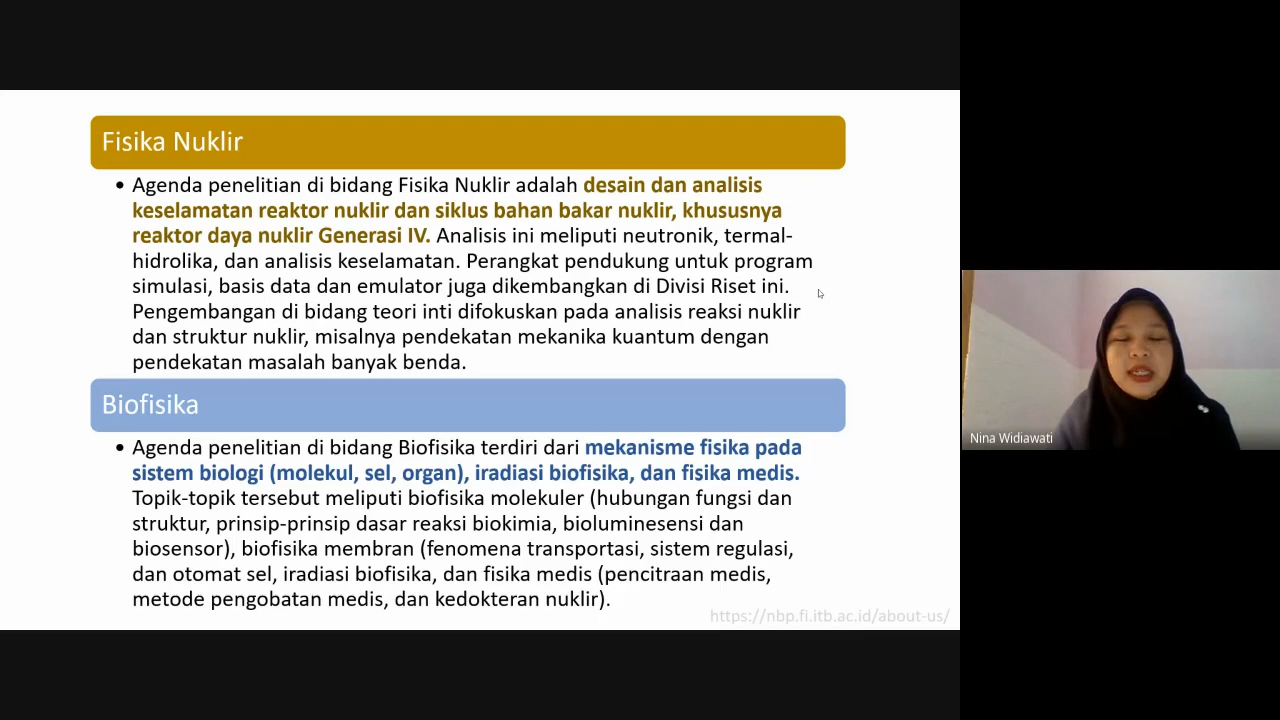 Fisika Nuklir
• Agenda penelitian di bidang Fisika Nuklir adalah desain dan analisis
keselamatan reaktor nuklir dan siklus bahan bakar nuklir, khususnya
reaktor daya nuklir Generasi IV. Analisis ini meliputi neutronik, termal-
hidrolika, dan analisis keselamatan. Perangkat pendukung untuk program
simulasi, basis data dan emulator juga dikembangkan di Divisi Riset ini.
Pengembangan di bidang teori inti difokuskan pada analisis reaksi nuklir
dan struktur nuklir, misalnya pendekatan mekanika kuantum dengan
pendekatan masalah banyak benda.
Biofisika
• Agenda penelitian di bidang Biofisika terdiri dari mekanisme fisika pada
sistem biologi (molekul, sel, organ), iradiasi biofisika, dan fisika medis.
Topik-topik tersebut meliputi biofisika molekuler (hubungan fungsi dan
struktur, prinsip-prinsip dasar reaksi biokimia, bioluminesensi dan
biosensor), biofisika membran (fenomena transportasi, sistem regulasi,
dan otomat sel, iradiasi biofisika, dan fisika medis (pencitraan medis,
metode pengobatan medis, dan kedokteran nuklir).
https://nbp.fi.itb.ac.id/about-us/
Nina Widiawati